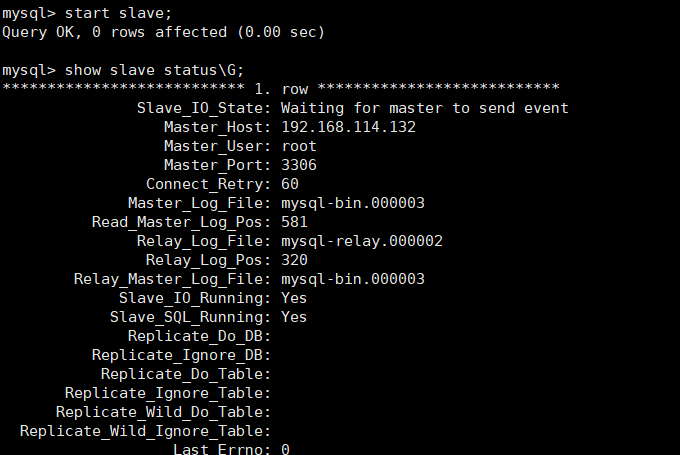 mysql> start slave;
Query OK, 0 rows affected (0.00 sec)
mysql> show slave status\G;
*************************** 1. row ***************************
Slave_IO_State: Waiting for master to send event
Master_Host: 192.168.114.132
Master_User: root
Master_Port: 3306
Connect_Retry: 60
Master_Log_File: mysql-bin.000003
Read_Master_Log_Pos: 581
Relay_Log_File: mysql-relay.000002
Relay_Log_Pos: 320
Relay_Master_Log_File: mysql-bin.000003
Slave_IO_Running: Yes
Slave_SQL_Running: Yes
Replicate_Do_DB:
Replicate_Ignore_DB:
Replicate_Do_Table:
Replicate_Ignore_Table:
Replicate_Wild_Do_Table:
Replicate_Wild_Ignore_Table:
Last_Errno: 0